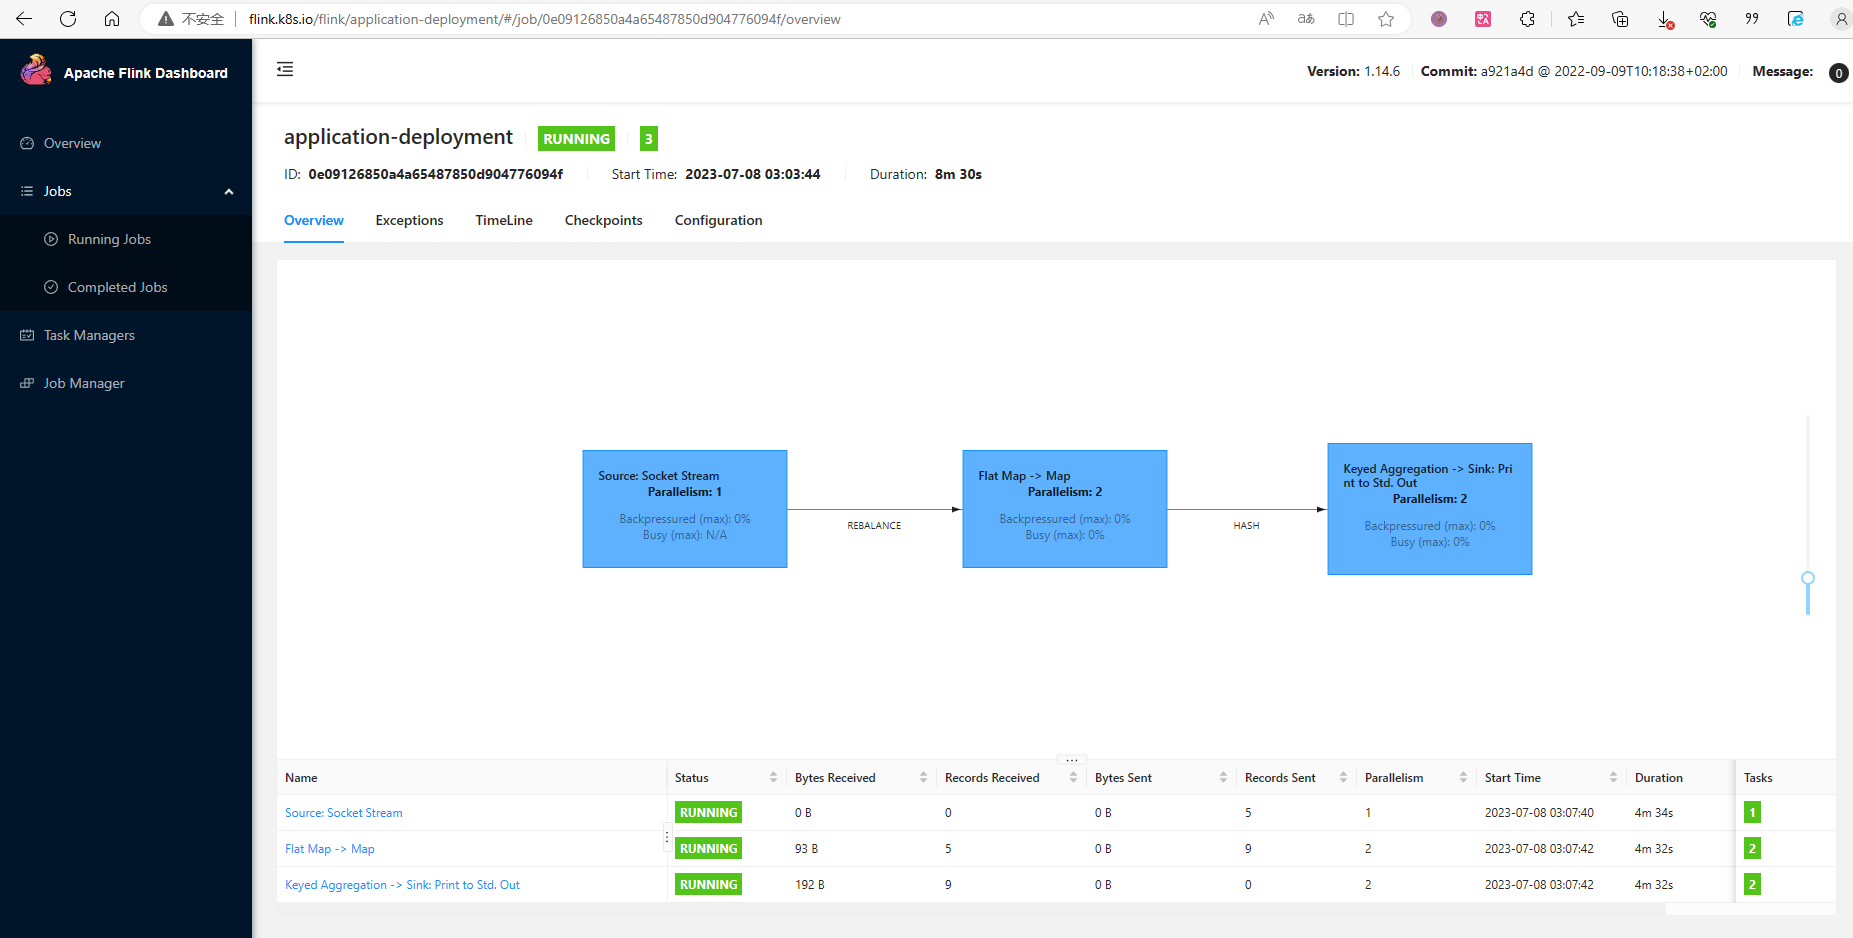 不安全 flink.k8s.io/flink/application-deployment/#/job/0e09126850a4a65487850d904776094f/overview
Apache Flink Dashboard
Version: 1.14.6 Commit: a921a4d @ 2022-09-09T10:18:38+02:00 Message: 0
Overview
Jobs
Running Jobs
Completed Jobs
Task Managers
Job Manager
application-deployment RUNNING 3
ID: 0e09126850a4a65487850d904776094f Start Time: 2023-07-08 03:03:44 Duration: 8m 30s
Overview Exceptions TimeLine Checkpoints Configuration
Source: Socket Stream
Parallelism: 1
Backpressured (max): 0%
Busy (max): N/A
REBALANCE
Flat Map -> Map
Parallelism: 2
Backpressured (max): 0%
Busy (max): 0%
HASH
Keyed Aggregation -> Sink: Pri
nt to Std. Out
Parallelism: 2
Backpressured (max): 0%
Busy (max): 0%
Name Status Bytes Received Records Received Bytes Sent Records Sent Parallelism Start Time Duration Tasks
Source: Socket Stream RUNNING 0 B 0 0 B 5 1 2023-07-08 03:07:40 4m 34s 1
Flat Map -> Map RUNNING 93 B 5 0 B 9 2 2023-07-08 03:07:42 4m 32s 2
Keyed Aggregation -> Sink: Print to Std. Out RUNNING 192 B 9 0 B 0 2 2023-07-08 03:07:42 4m 32s 2